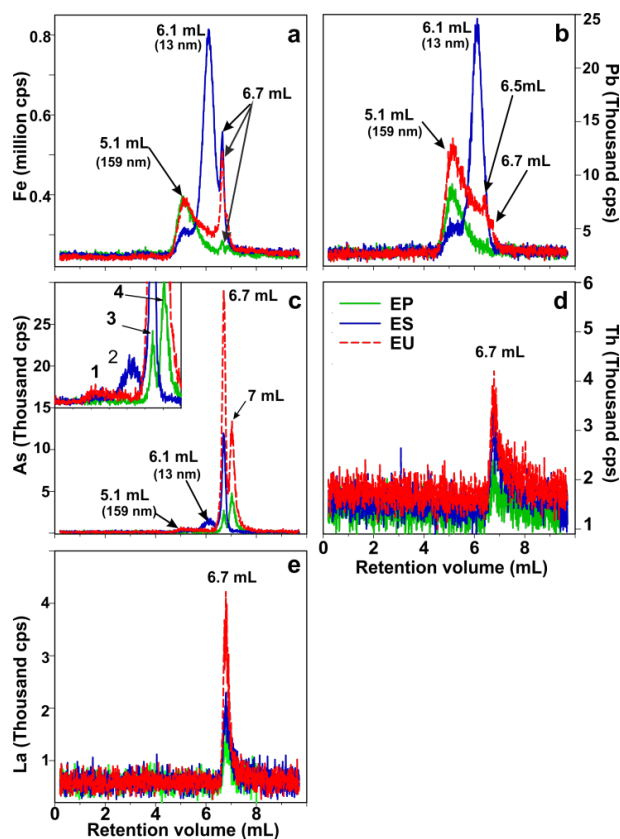 6.1 mL
(13 nm)
a
0.8
0.6
0.4
Fe (million cps)
6.7 mL
5.1 mL
(159 nm)
6.1 mL
(13 nm)
b
25
20
15
10
5
Pb (Thousand cps)
6.5mL
5.1 mL
(159 nm)
6.7 mL
4
3
1
2
c
6.7 mL
25
20
15
10
5
As (Thousand cps)
7 mL
6.1 mL
(13 nm)
5.1 mL
(159 nm)
EP
ES
EU
d
6
5
4
3
2
1
Th (Thousand cps)
6.7 mL
0
2
4
6
8
Retention volume (mL)
e
6.7 mL
4
3
2
1
La (Thousand cps)
0
2
4
6
8
Retention volume (mL)